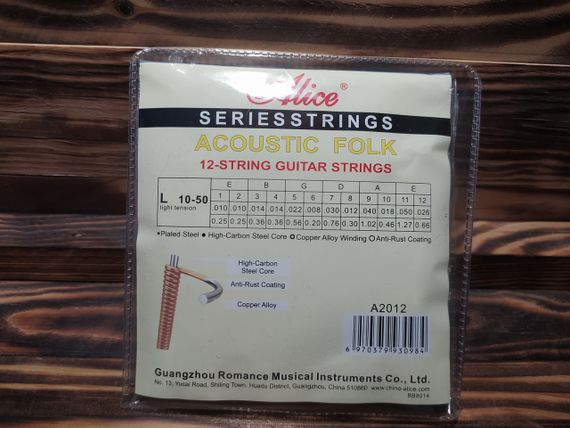 Alice®
SERIESSTRINGS
ACOUSTIC FOLK
12-STRING GUITAR STRINGS
L 10-50
light tension
E B G D A E
1 2 3 4 5 6 7 8 9 10 11 12
.010 .010 .014 .014 .022 .008 .030 .012 .040 .018 .050 .026
0.25 0.25 0.36 0.36 0.56 0.20 0.76 0.30 1.02 0.46 1.27 0.66
•Plated Steel ● High-Carbon Steel Core ✪Copper Alloy Winding ○Anti-Rust Coating
High-Carbon
Steel Core
Anti-Rust Coating
Copper Alloy
A2012
6 970379 930984
Guangzhou Romance Musical Instruments Co., Ltd.
No. 13, Yucai Road, Shiling Town, Huadu District, Guangzhou, China 510860 www.china-alice.com
BB8014